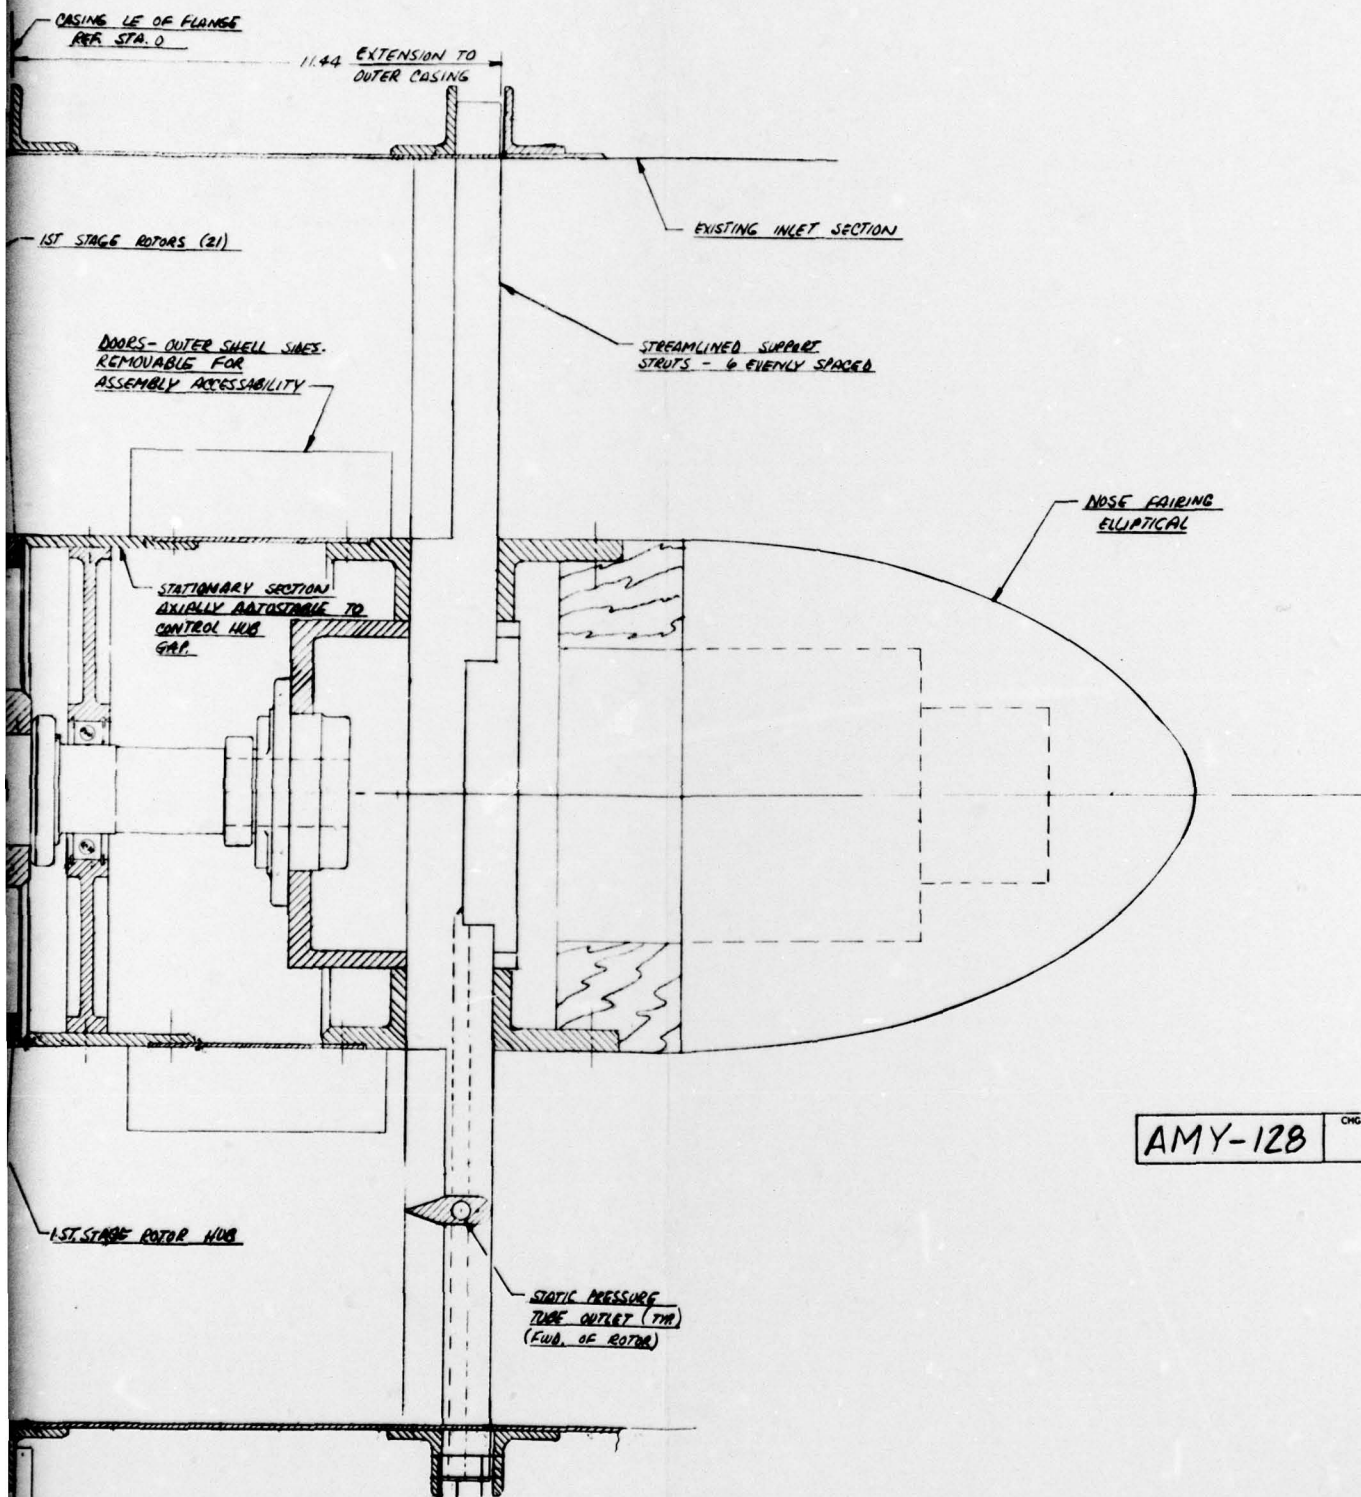 CASING LE OF FLANGE
REF. STA. 0
11.44 EXTENSION TO
OUTER CASING
EXISTING INLET SECTION
1ST STAGE ROTORS (21)
DOORS - OUTER SHELL SIDES.
REMOVABLE FOR
ASSEMBLY ACCESSABILITY
STREAMLINED SUPPORT
STRUTS - 6 EVENLY SPACED
NOSE FAIRING
ELLIPTICAL
STATIONARY SECTION
AXIALLY ADJUSTABLE TO
CONTROL HUB
GAP.
AMY-128
CHG
1ST. STAGE ROTOR HUB
STATIC PRESSURE
TUBE OUTLET (TYP.)
(FWD. OF ROTOR)